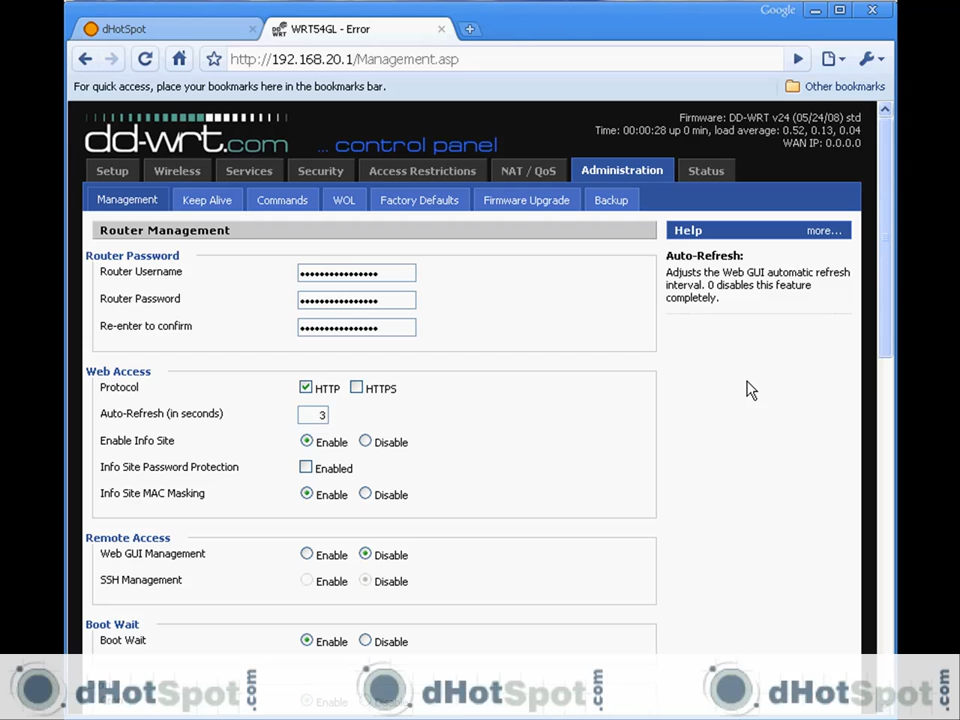 Google
dHotSpot
WRT54GL - Error
http://192.168.20.1/Management.asp
For quick access, place your bookmarks here in the bookmarks bar.
Other bookmarks
dd-wrt.com ... control panel
Firmware: DD-WRT v24 (05/24/08) std
Time: 00:00:28 up 0 min, load average: 0.52, 0.13, 0.04
WAN IP: 0.0.0.0
Setup Wireless Services Security Access Restrictions NAT / QoS Administration Status
Management Keep Alive Commands WOL Factory Defaults Firmware Upgrade Backup
Router Management
Help more...
Router Password
Router Username
Router Password
Re-enter to confirm
Auto-Refresh:
Adjusts the Web GUI automatic refresh
interval. 0 disables this feature
completely.
Web Access
Protocol HTTP HTTPS
Auto-Refresh (in seconds) 3
Enable Info Site Enable Disable
Info Site Password Protection Enabled
Info Site MAC Masking Enable Disable
Remote Access
Web GUI Management Enable Disable
SSH Management Enable Disable
Boot Wait
Boot Wait Enable Disable
dHotSpot.com dHotSpot.com dHotSpot.com